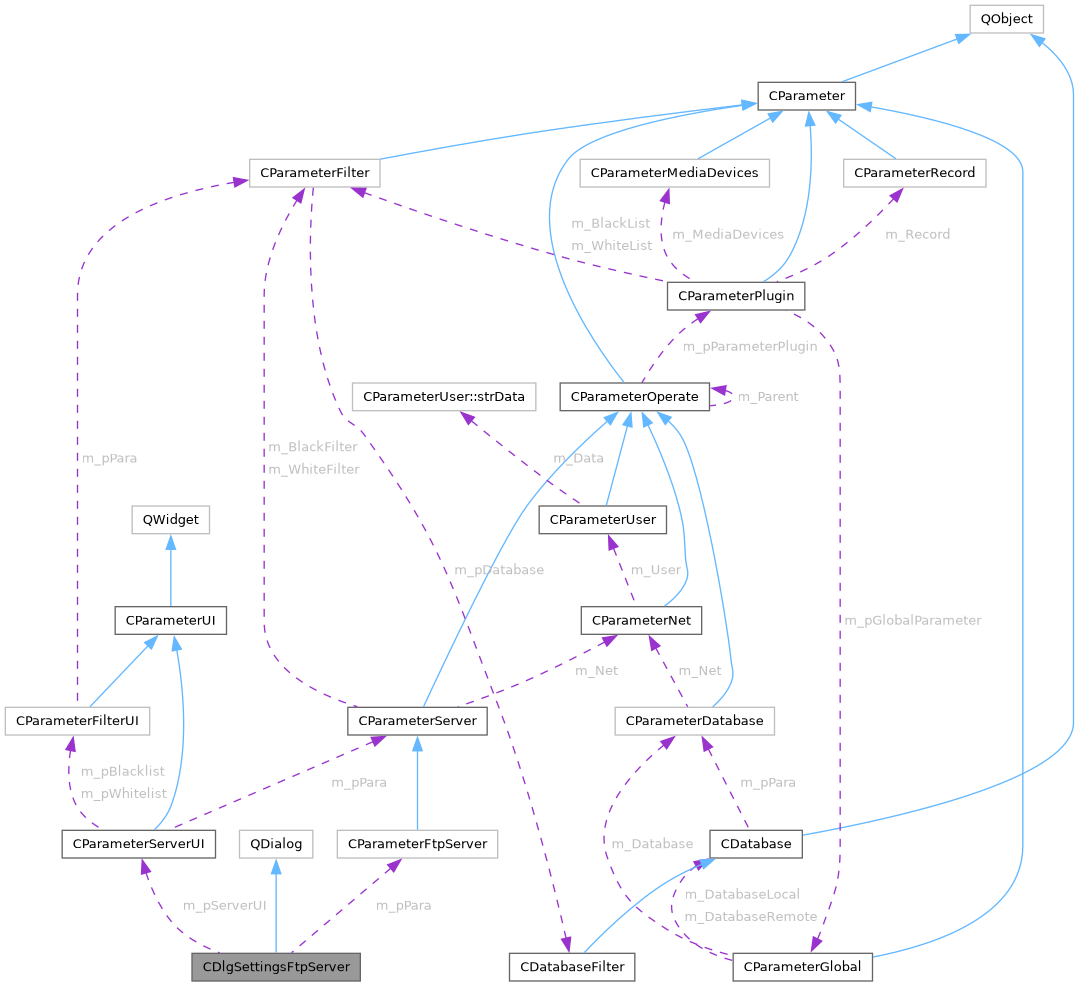 QObject
CParameter
CParameterFilter
CParameterMediaDevices
CParameterRecord
m_BlackList
m_WhiteList
m_MediaDevices
m_Record
CParameterPlugin
m_pParameterPlugin
CParameterUser::strData
CParameterOperate
m_Parent
m_BlackFilter
m_WhiteFilter
m_pPara
m_Data
QWidget
CParameterUser
m_pDatabase
m_User
CParameterUI
CParameterNet
m_pGlobalParameter
m_Net
m_Net
CParameterFilterUI
CParameterServer
CParameterDatabase
m_pBlacklist
m_pWhitelist
m_pPara
m_pPara
CParameterServerUI
QDialog
CParameterFtpServer
m_Database
CDatabase
m_pServerUI
m_pPara
m_DatabaseLocal
m_DatabaseRemote
CDlgSettingsFtpServer
CDatabaseFilter
CParameterGlobal